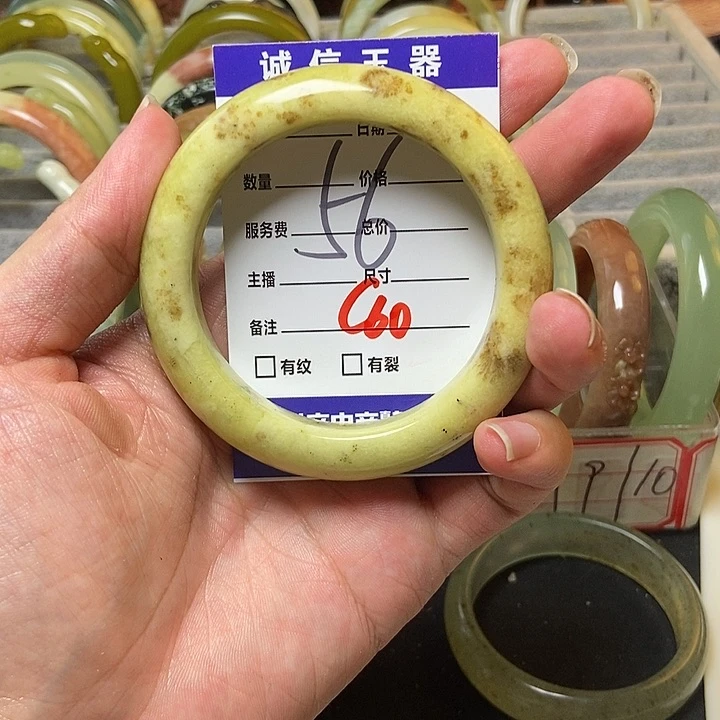 诚信玉器
日期
数量 价格
56
服务费 总价
主播 尺寸
C60
备注
□有纹 □有裂
P/10